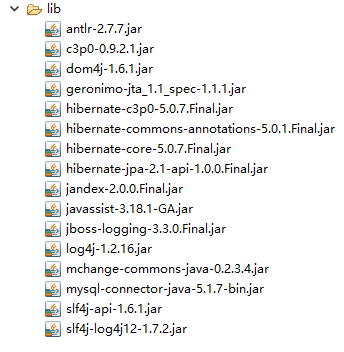 lib
antlr-2.7.7.jar
c3p0-0.9.2.1.jar
dom4j-1.6.1.jar
geronimo-jta_1.1_spec-1.1.1.jar
hibernate-c3p0-5.0.7.Final.jar
hibernate-commons-annotations-5.0.1.Final.jar
hibernate-core-5.0.7.Final.jar
hibernate-jpa-2.1-api-1.0.0.Final.jar
jandex-2.0.0.Final.jar
javassist-3.18.1-GA.jar
jboss-logging-3.3.0.Final.jar
log4j-1.2.16.jar
mchange-commons-java-0.2.3.4.jar
mysql-connector-java-5.1.7-bin.jar
slf4j-api-1.6.1.jar
slf4j-log4j12-1.7.2.jar